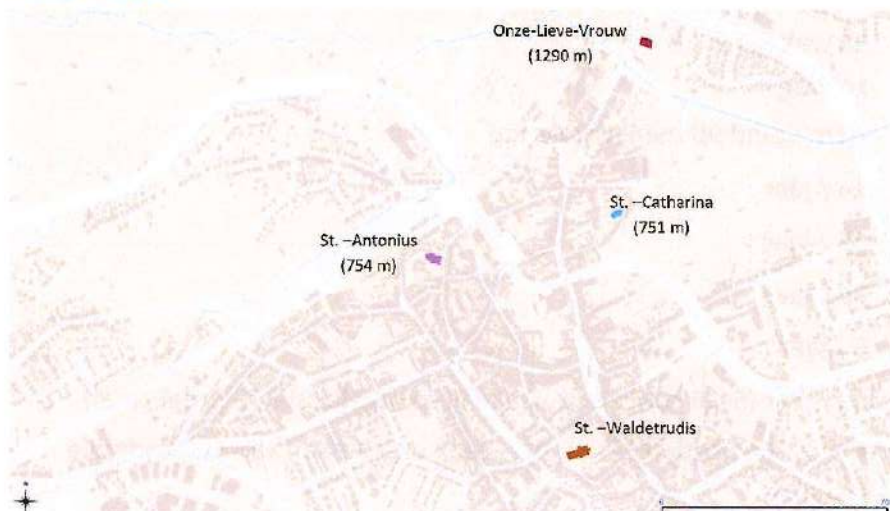 Onze-Lieve-Vrouw
(1290 m)
St. –Catharina
(751 m)
St. –Antonius
(754 m)
St. –Waldetrudis